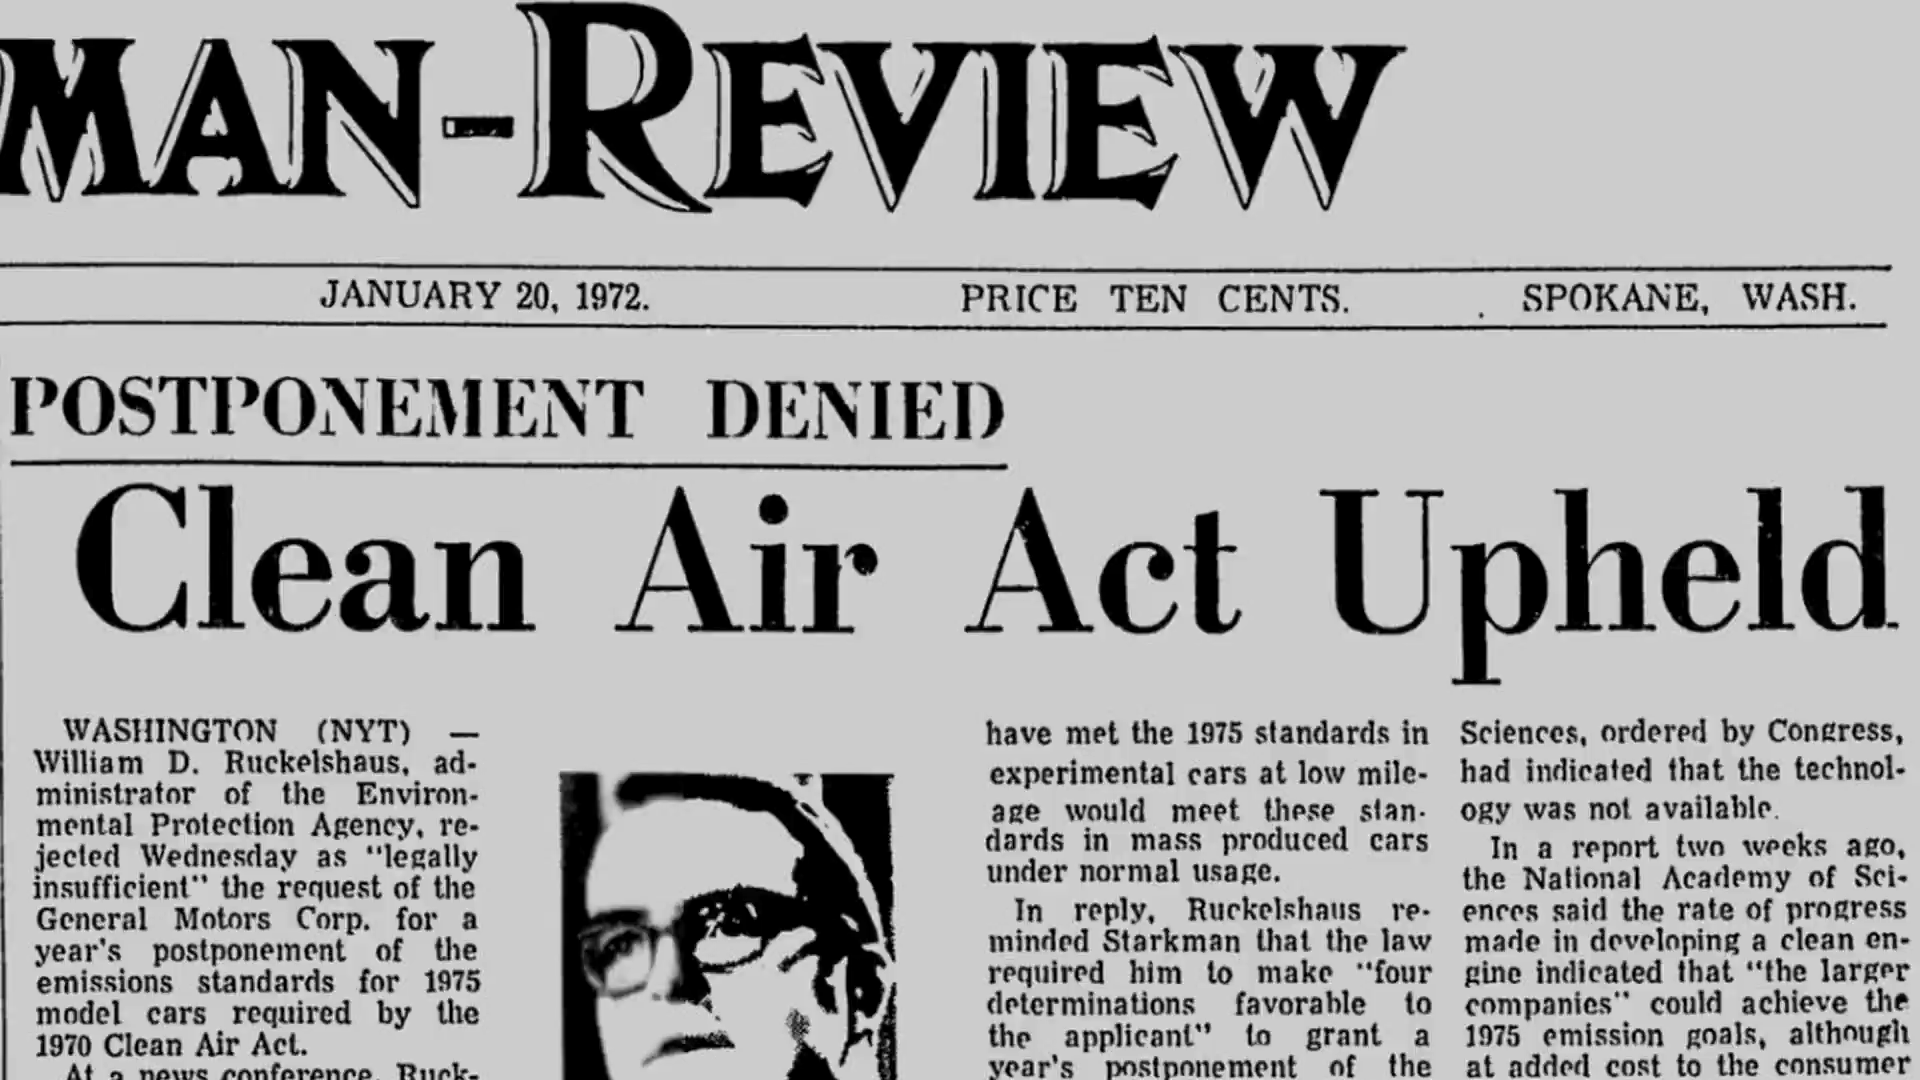 MAN-REVIEW
JANUARY 20, 1972. PRICE TEN CENTS. SPOKANE, WASH.
POSTPONEMENT DENIED
Clean Air Act Upheld
WASHINGTON (NYT) —
William D. Ruckelshaus, ad-
ministrator of the Environ-
mental Protection Agency, re-
jected Wednesday as "legally
insufficient" the request of the
General Motors Corp. for a
year's postponement of the
emissions standards for 1975
model cars required by the
1970 Clean Air Act.
At a news conference, Ruck-
have met the 1975 standards in
experimental cars at low mile-
age would meet these stan-
dards in mass produced cars
under normal usage.
In reply, Ruckelshaus re-
minded Starkman that the law
required him to make "four
determinations favorable to
the applicant" to grant a
year's postponement of the
Sciences, ordered by Congress,
had indicated that the technol-
ogy was not available.
In a report two weeks ago,
the National Academy of Sci-
ences said the rate of progress
made in developing a clean en-
gine indicated that "the larger
companies" could achieve the
1975 emission goals, although
at added cost to the consumer